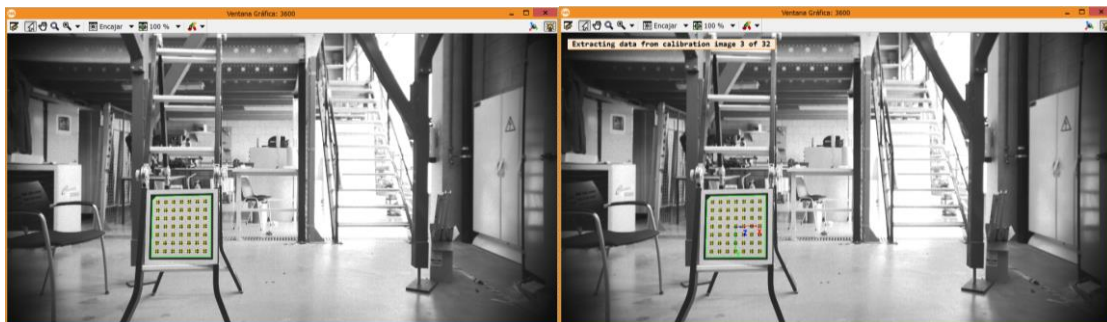 Ventana Gráfica: 3600
Encajar
100 %
Ventana Gráfica: 3600
Encajar
100 %
Extracting data from calibration image 3 of 32